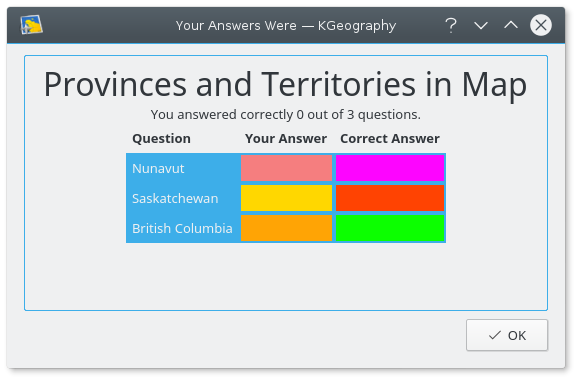 Your Answers Were — KGeography
Provinces and Territories in Map
You answered correctly 0 out of 3 questions.
Question Your Answer Correct Answer
Nunavut
Saskatchewan
British Columbia
OK